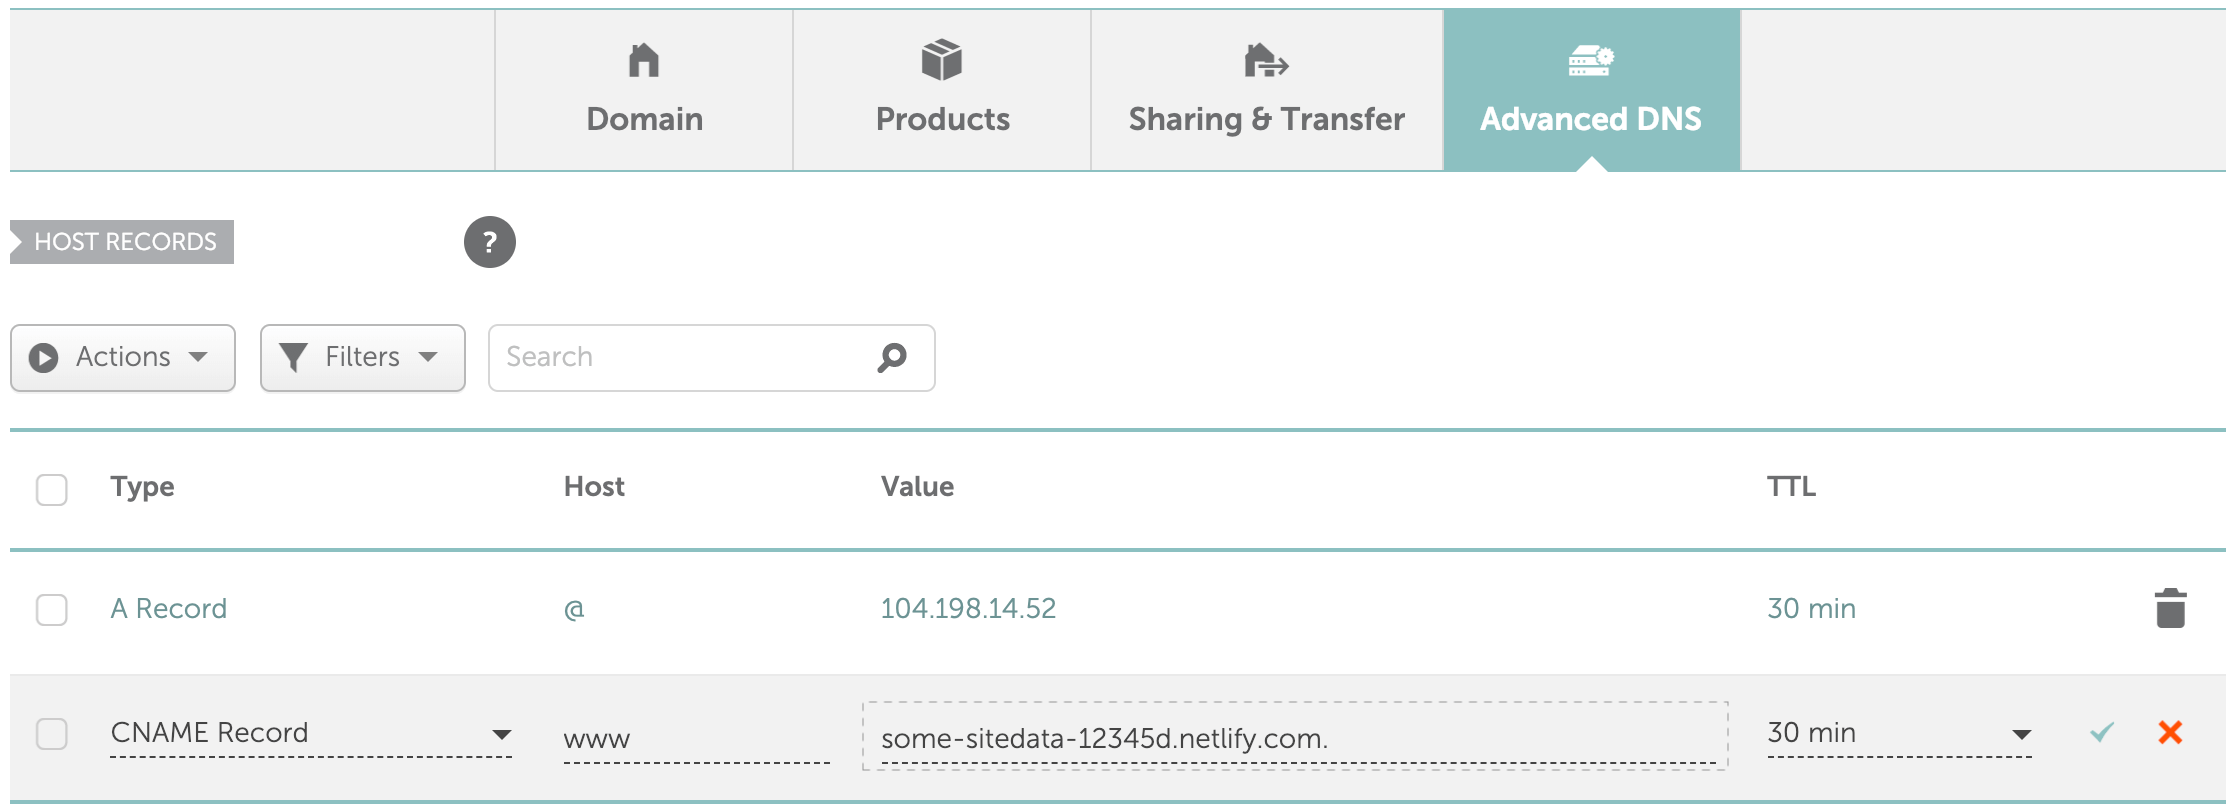 Domain Products Sharing & Transfer Advanced DNS
HOST RECORDS ?
Actions Filters Search
Type Host Value TTL
A Record @ 104.198.14.52 30 min
CNAME Record www some-sitedata-12345d.netlify.com. 30 min